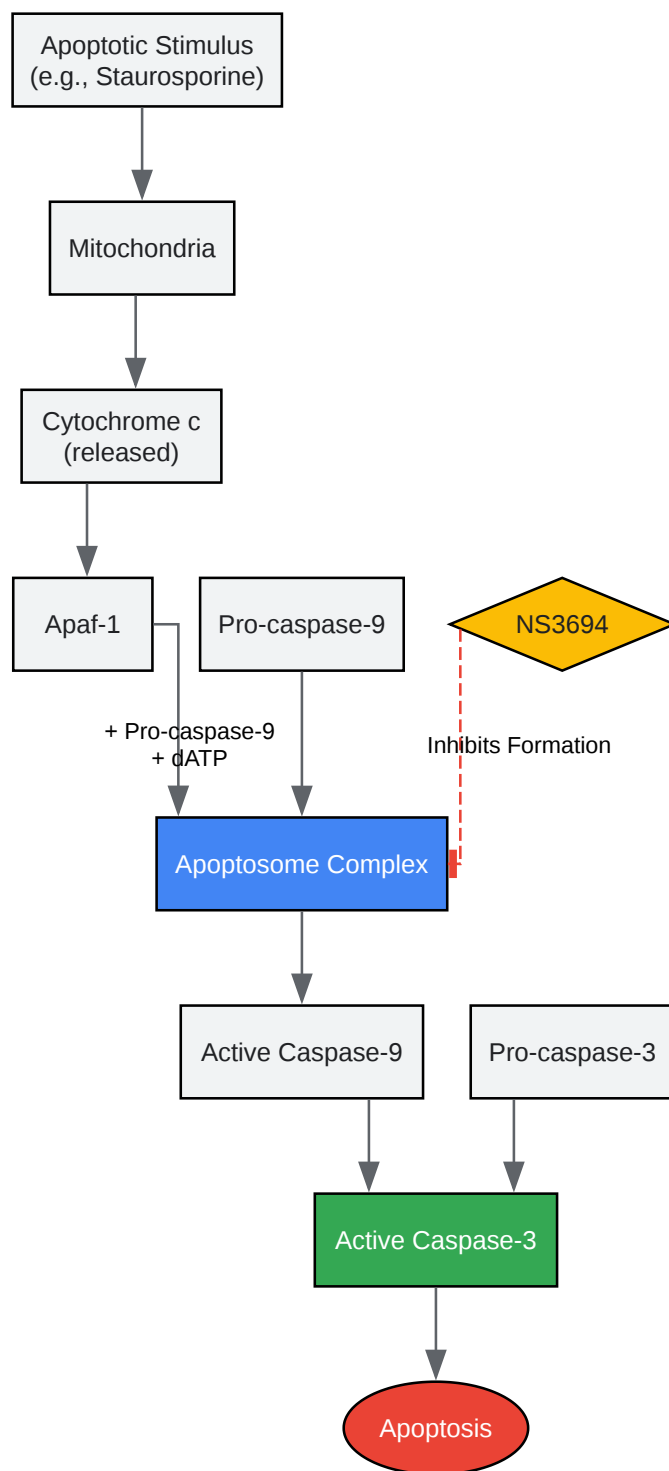 Apoptotic Stimulus
(e.g., Staurosporine)
Mitochondria
Cytochrome c
(released)
Apaf-1
Pro-caspase-9
NS3694
+ Pro-caspase-9
+ dATP
Inhibits Formation
Apoptosome Complex
Active Caspase-9
Pro-caspase-3
Active Caspase-3
Apoptosis